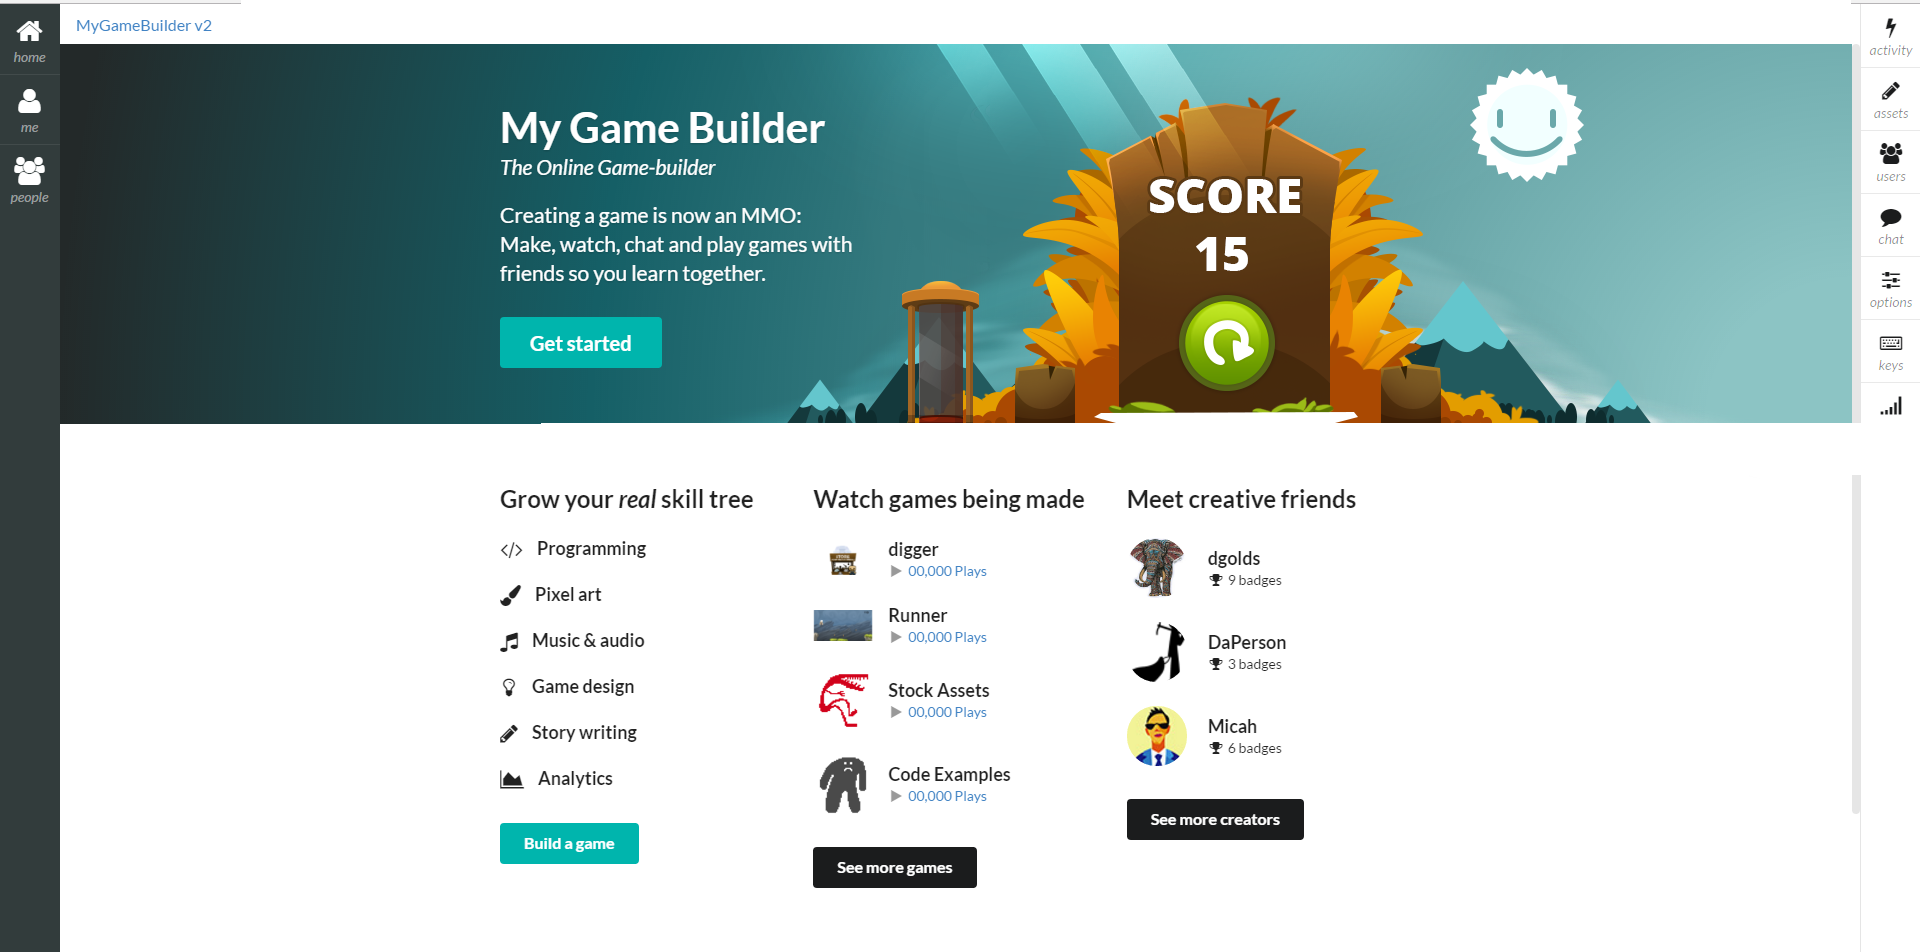 MyGameBuilder v2
home
me
people
My Game Builder
The Online Game-builder
Creating a game is now an MMO:
Make, watch, chat and play games with
friends so you learn together.
Get started
SCORE
15
activity
assets
users
chat
options
keys
Grow your real skill tree
Programming
Pixel art
Music & audio
Game design
Story writing
Analytics
Build a game
Watch games being made
digger
00,000 Plays
Runner
00,000 Plays
Stock Assets
00,000 Plays
Code Examples
00,000 Plays
See more games
Meet creative friends
dgolds
9 badges
DaPerson
3 badges
Micah
6 badges
See more creators